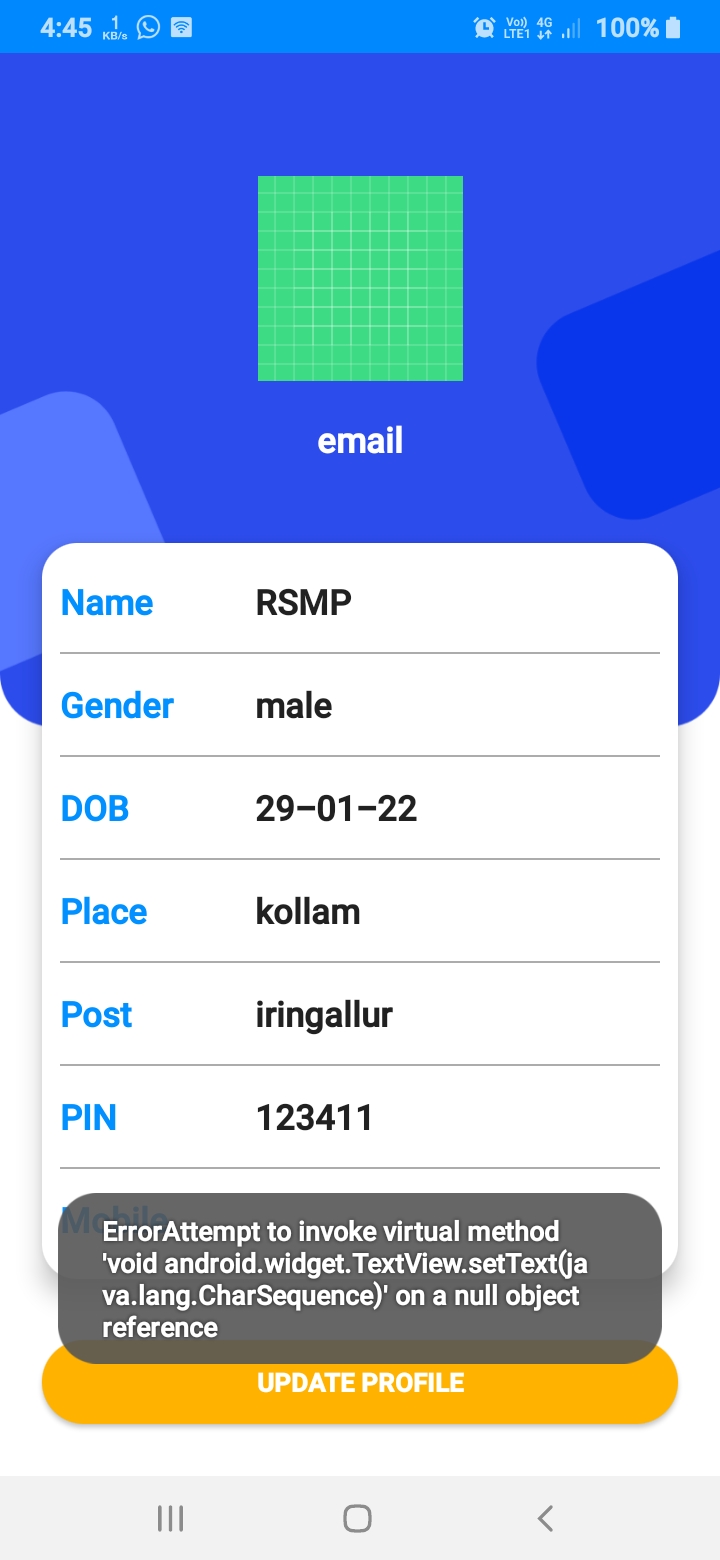 4:45 1 KB/s Vo)) LTE1 4G 100%
email
Name RSMP
Gender male
DOB 29-01-22
Place kollam
Post iringallur
PIN 123411
Mobile
ErrorAttempt to invoke virtual method
'void android.widget.TextView.setText(ja
va.lang.CharSequence)' on a null object
reference
UPDATE PROFILE